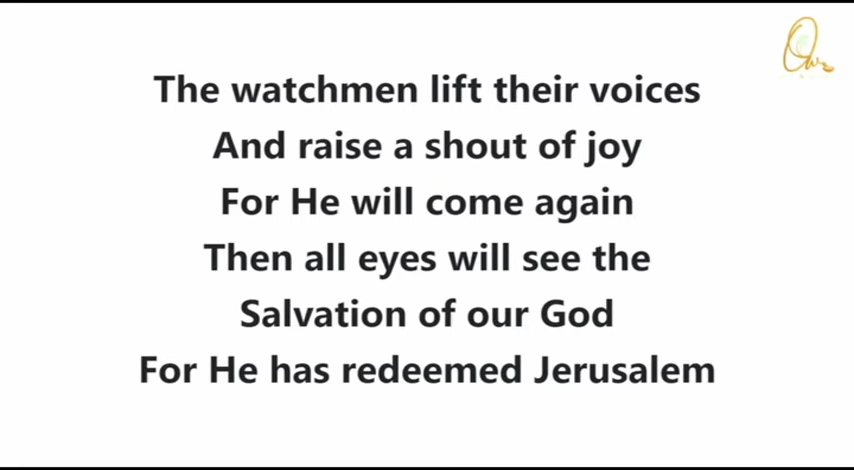 The watchmen lift their voices
And raise a shout of joy
For He will come again
Then all eyes will see the
Salvation of our God
For He has redeemed Jerusalem